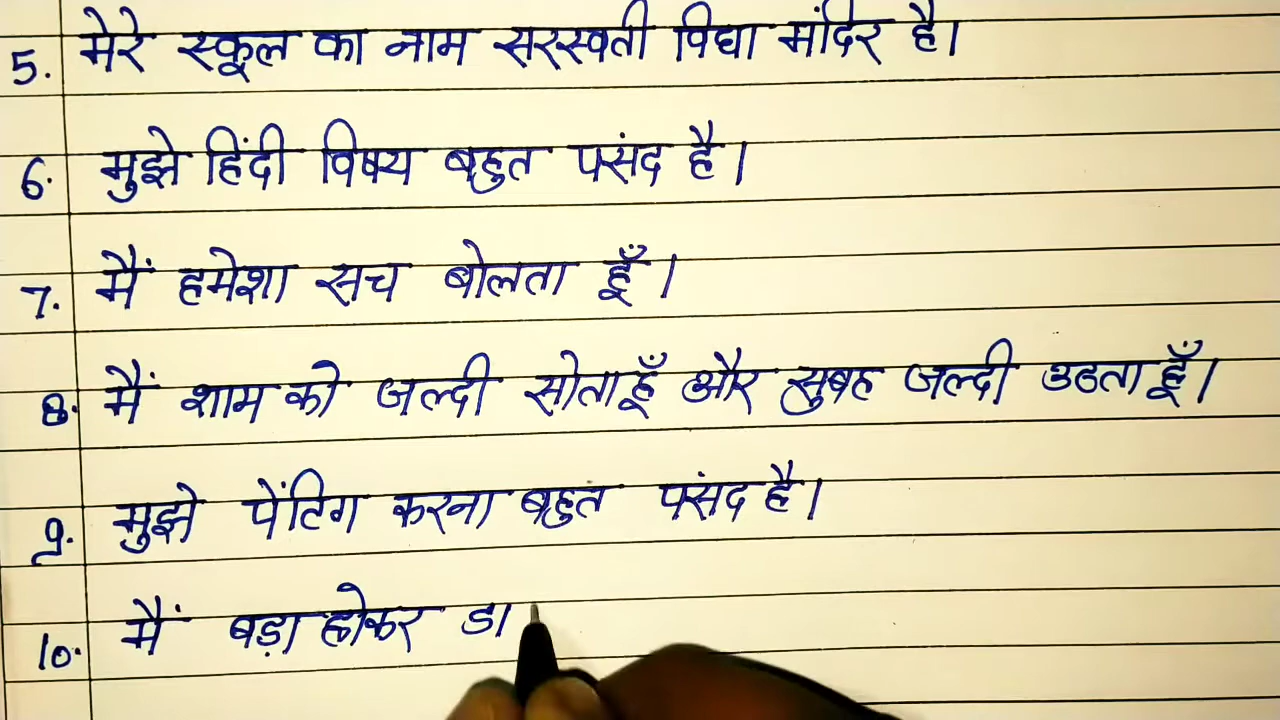 5. मेरे स्कूल का नाम सरस्वती विद्या मंदिर है।
6. मुझे हिंदी विषय बहुत पसंद है।
7. मैं हमेशा सच बोलता हूँ।
8. मैं शाम को जल्दी सोता हूँ और सुबह जल्दी उठता हूँ।
9. मुझे पेंटिग करना बहुत पसंद है।
10. मैं बड़ा होकर डा